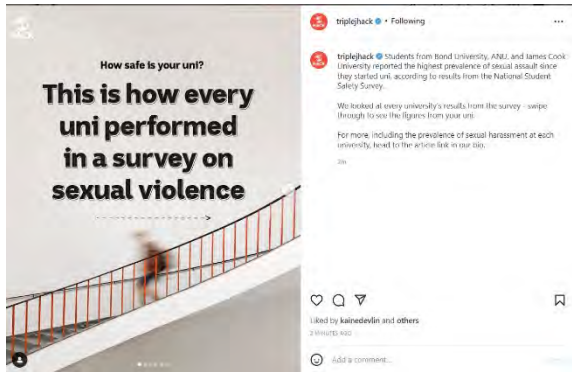 How safe is your uni?
This is how every
uni performed
in a survey on
sexual violence
triplejhack • Following
triplejhack Students from Bond University, ANU, and James Cook
University reported the highest prevalence of sexual assault since
they started uni, according to results from the National Student
Safety Survey.
We looked at every university's results from the survey - swipe
through to see the figures from your uni.
For more, including the prevalence of sexual harassment at each
university, head to the article link in our bio.
Liked by kainedevlin and others
2 MINUTES AGO
Add a comment...